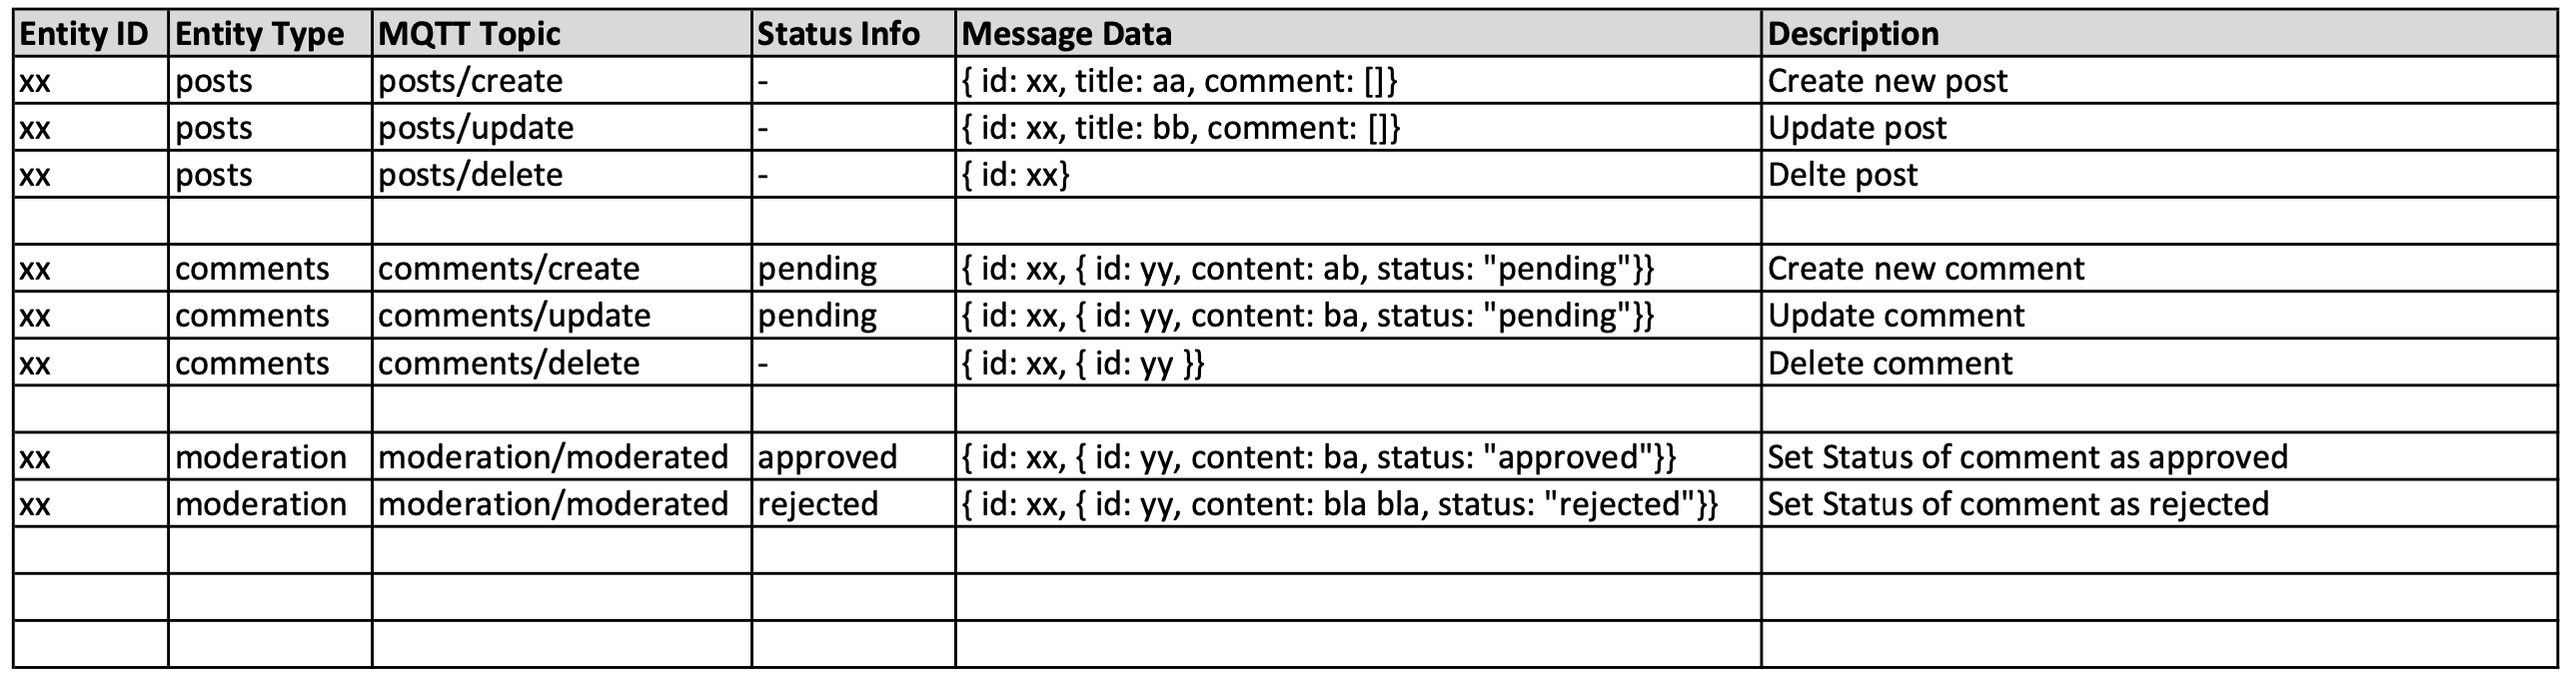 Entity ID Entity Type MQTT Topic Status Info Message Data Description
xx posts posts/create - { id: xx, title: aa, comment: []} Create new post
xx posts posts/update - { id: xx, title: bb, comment: []} Update post
xx posts posts/delete - { id: xx} Delte post
xx comments comments/create pending { id: xx, { id: yy, content: ab, status: "pending"}} Create new comment
xx comments comments/update pending { id: xx, { id: yy, content: ba, status: "pending"}} Update comment
xx comments comments/delete - { id: xx, { id: yy }} Delete comment
xx moderation moderation/moderated approved { id: xx, { id: yy, content: ba, status: "approved"}} Set Status of comment as approved
xx moderation moderation/moderated rejected { id: xx, { id: yy, content: bla bla, status: "rejected"}} Set Status of comment as rejected